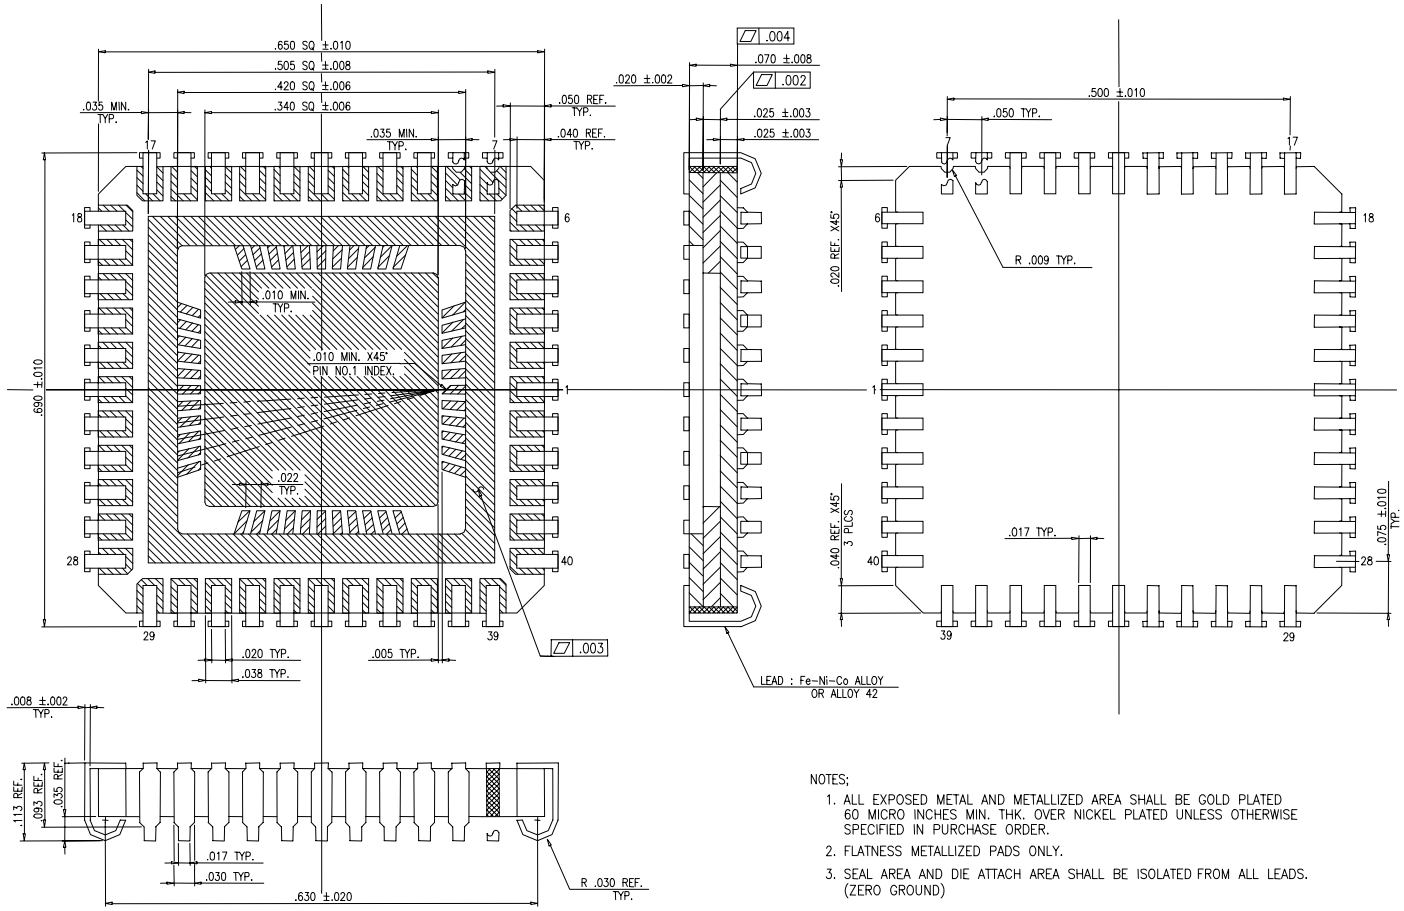 .650 SQ ±.010
.505 SQ ±.008
.420 SQ ±.006
.340 SQ ±.006
.035 MIN.
TYP.
.035 MIN.
TYP.
.050 REF.
TYP.
.040 REF.
TYP.
17
7
18
6
.690 ±.010
.010 MIN.
TYP.
.010 MIN. X45°
PIN NO.1 INDEX.
1
.022
TYP.
28
40
29
39
.020 TYP.
.038 TYP.
.005 TYP.
.003
.004
.070 ±.008
.020 ±.002
.002
.025 ±.003
.025 ±.003
LEAD : Fe-Ni-Co ALLOY
OR ALLOY 42
.500 ±.010
.050 TYP.
7
17
.020 REF. X45°
6
18
R .009 TYP.
1
.040 REF. X45°
3 PLCS
.017 TYP.
.075 ±.010
TYP.
40
28
39
29
.008 ±.002
TYP.
.113 REF.
.093 REF.
.035 REF.
.017 TYP.
.030 TYP.
.630 ±.020
R .030 REF.
TYP.
NOTES;
1. ALL EXPOSED METAL AND METALLIZED AREA SHALL BE GOLD PLATED
60 MICRO INCHES MIN. THK. OVER NICKEL PLATED UNLESS OTHERWISE
SPECIFIED IN PURCHASE ORDER.
2. FLATNESS METALLIZED PADS ONLY.
3. SEAL AREA AND DIE ATTACH AREA SHALL BE ISOLATED FROM ALL LEADS.
(ZERO GROUND)